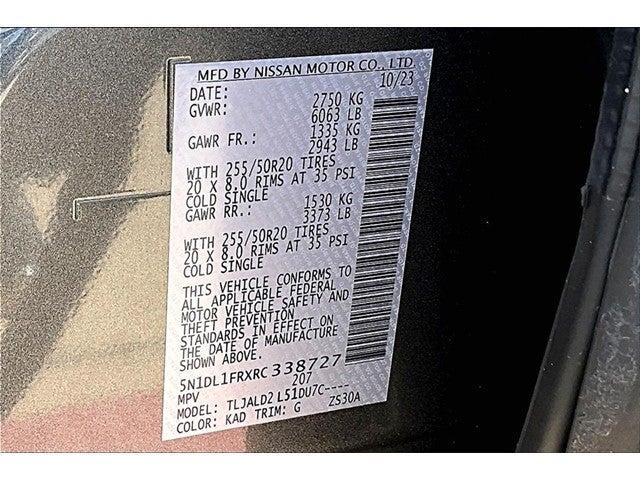 MFD BY NISSAN MOTOR CO., LTD.
DATE: 10/23
GVWR: 2750 KG
6063 LB
GAWR FR.: 1335 KG
2943 LB
WITH 255/50R20 TIRES
20 X 8.0 RIMS AT 35 PSI
COLD SINGLE
GAWR RR.: 1530 KG
3373 LB
WITH 255/50R20 TIRES
20 X 8.0 RIMS AT 35 PSI
COLD SINGLE
THIS VEHICLE CONFORMS TO
ALL APPLICABLE FEDERAL
MOTOR VEHICLE SAFETY AND
THEFT PREVENTION
STANDARDS IN EFFECT ON
THE DATE OF MANUFACTURE
SHOWN ABOVE.
5N1DL1FRXRC338727
MPV 207
MODEL: TLJALD2 L51DU7C----
COLOR: KAD TRIM: G ZS30A